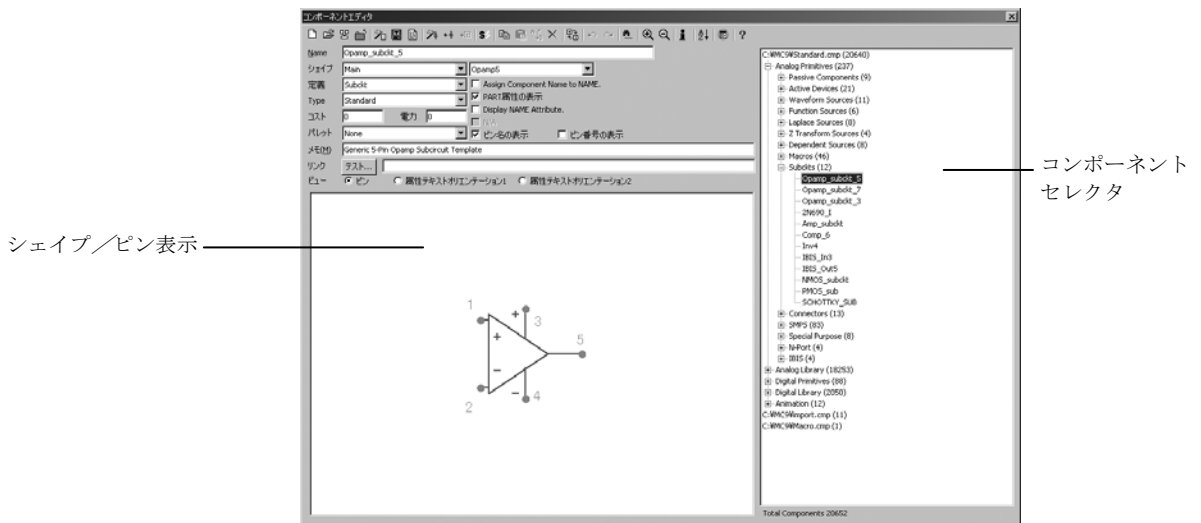 コンポーネントエディタ
Name Opamp_subckt_5
シェイプ Main Opamp5
定義 Subckt Assign Component Name to NAME.
Type Standard PART属性の表示
Display NAME Attribute.
コスト 0 電力 0 N/A
パレット None ピン名の表示 ピン番号の表示
メモ(M) Generic 5-Pin Opamp Subcircuit Template
リンク テスト...
ビュー ピン 属性テキストオリエンテーション1 属性テキストオリエンテーション2
シェイプ/ピン表示
1
+
3
+
5
-
-
4
2
C:\MC9\Standard.cmp (20640)
Analog Primitives (237)
Passive Components (9)
Active Devices (21)
Waveform Sources (11)
Function Sources (6)
Laplace Sources (8)
Z Transform Sources (4)
Dependent Sources (8)
Macros (46)
Subckts (12)
Opamp_subckt_5
Opamp_subckt_7
Opamp_subckt_3
2N690_1
Amp_subckt
Comp_6
Inv4
IBIS_In3
IBIS_Out5
NMOS_subckt
PMOS_sub
SCHOTTKY_SUB
Connectors (13)
SMPS (83)
Special Purpose (8)
N-Port (4)
IBIS (4)
Analog Library (18253)
Digital Primitives (88)
Digital Library (2050)
Animation (12)
C:\MC9\Import.cmp (11)
C:\MC9\Macro.cmp (1)
Total Components 20652
コンポーネント
セレクタ